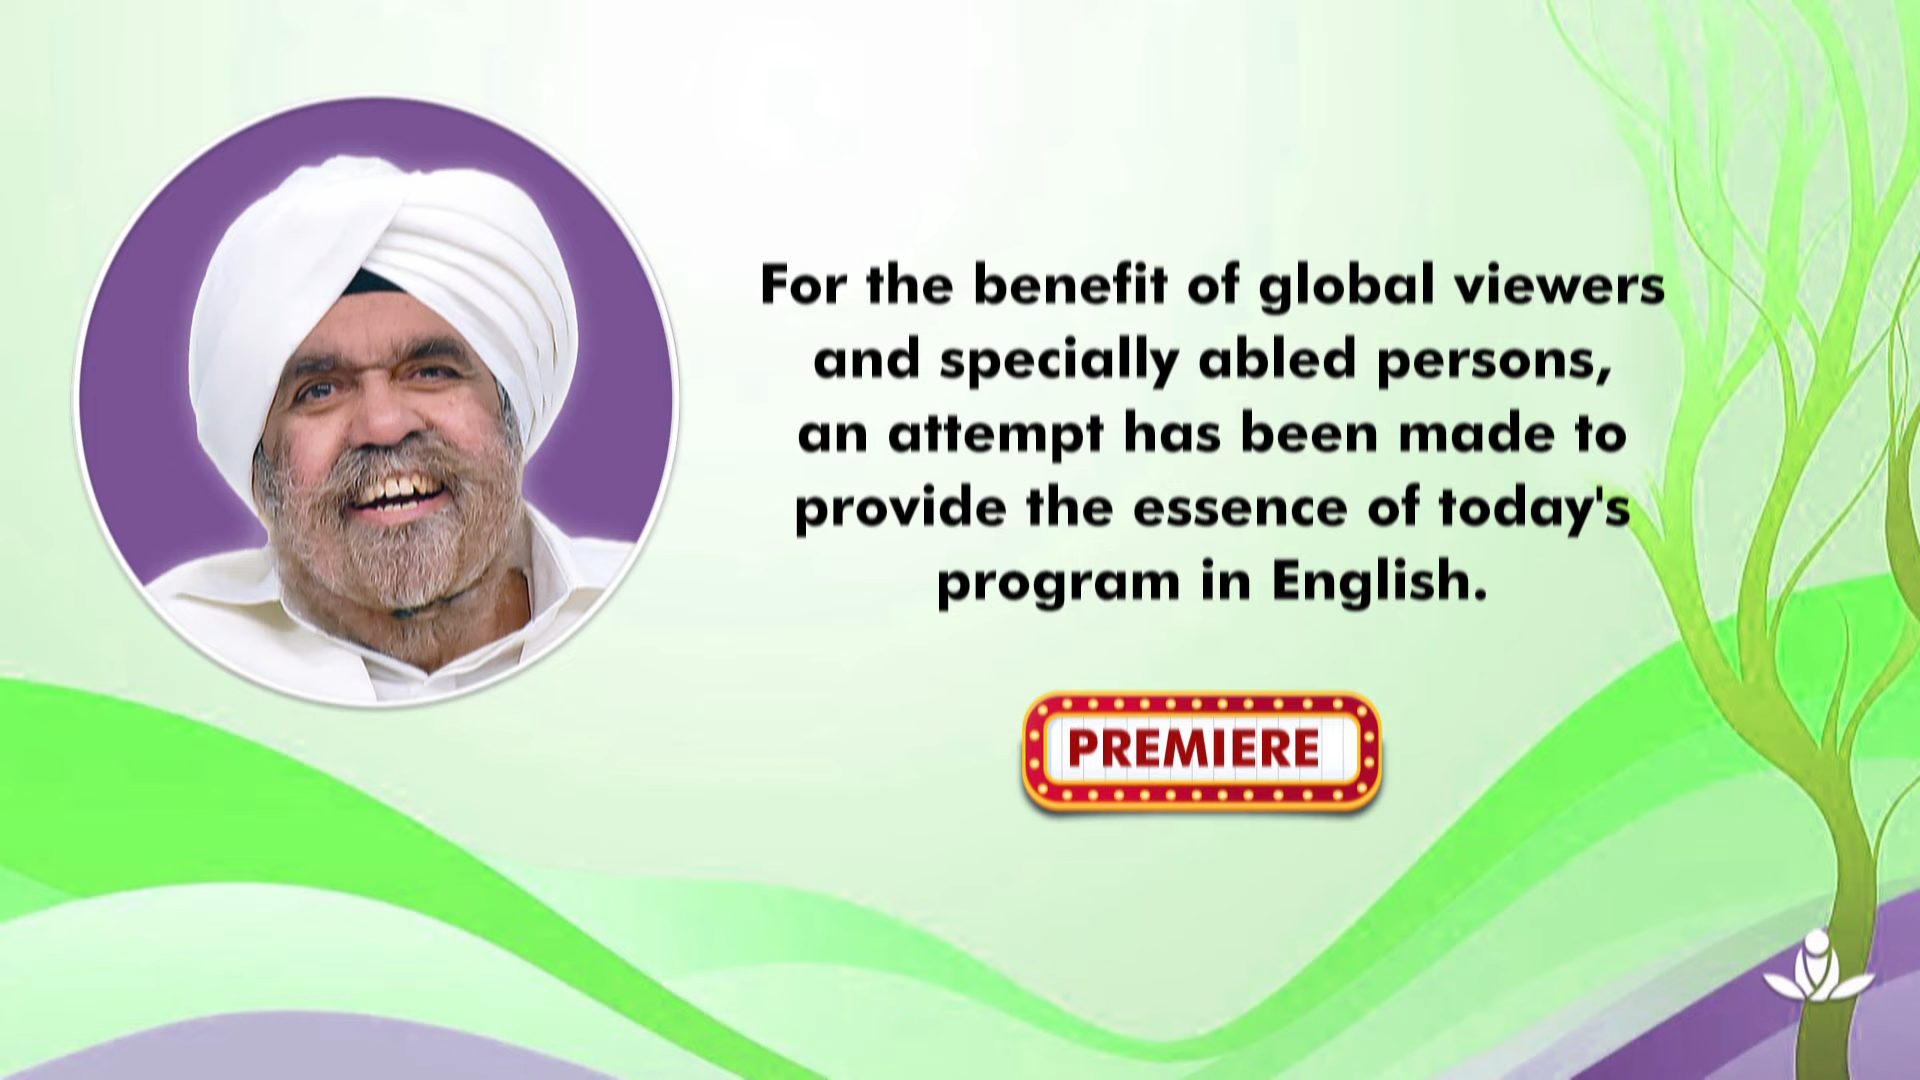 For the benefit of global viewers
and specially abled persons,
an attempt has been made to
provide the essence of today's
program in English.
PREMIERE